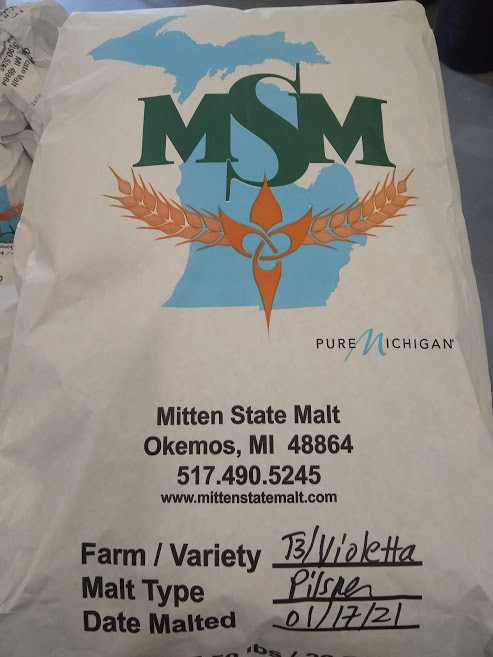 MSM
PURE MICHIGAN
Mitten State Malt
Okemos, MI 48864
517.490.5245
www.mittenstatemalt.com
Farm / Variety T3/Violetta
Malt Type Pilsner
Date Malted 01/17/21
lbs /